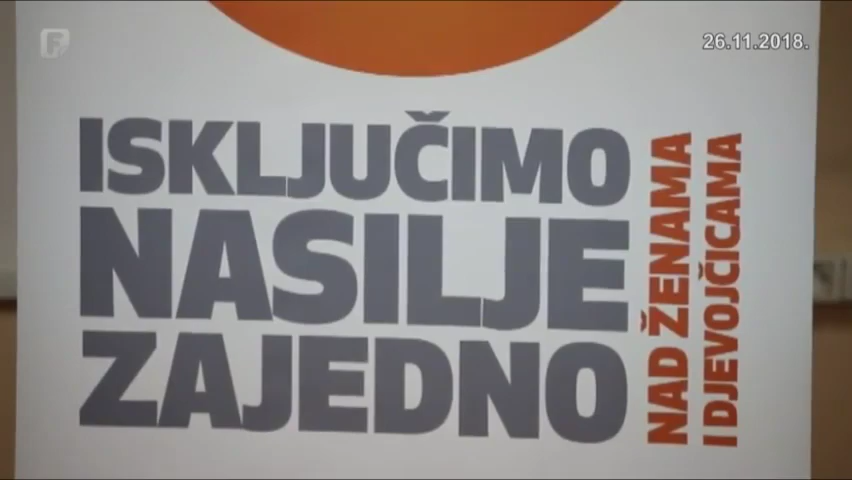 26.11.2018.
ISKLJUČIMO
NASILJE
ZAJEDNO
NAD ŽENAMA
I DJEVOJČICAMA